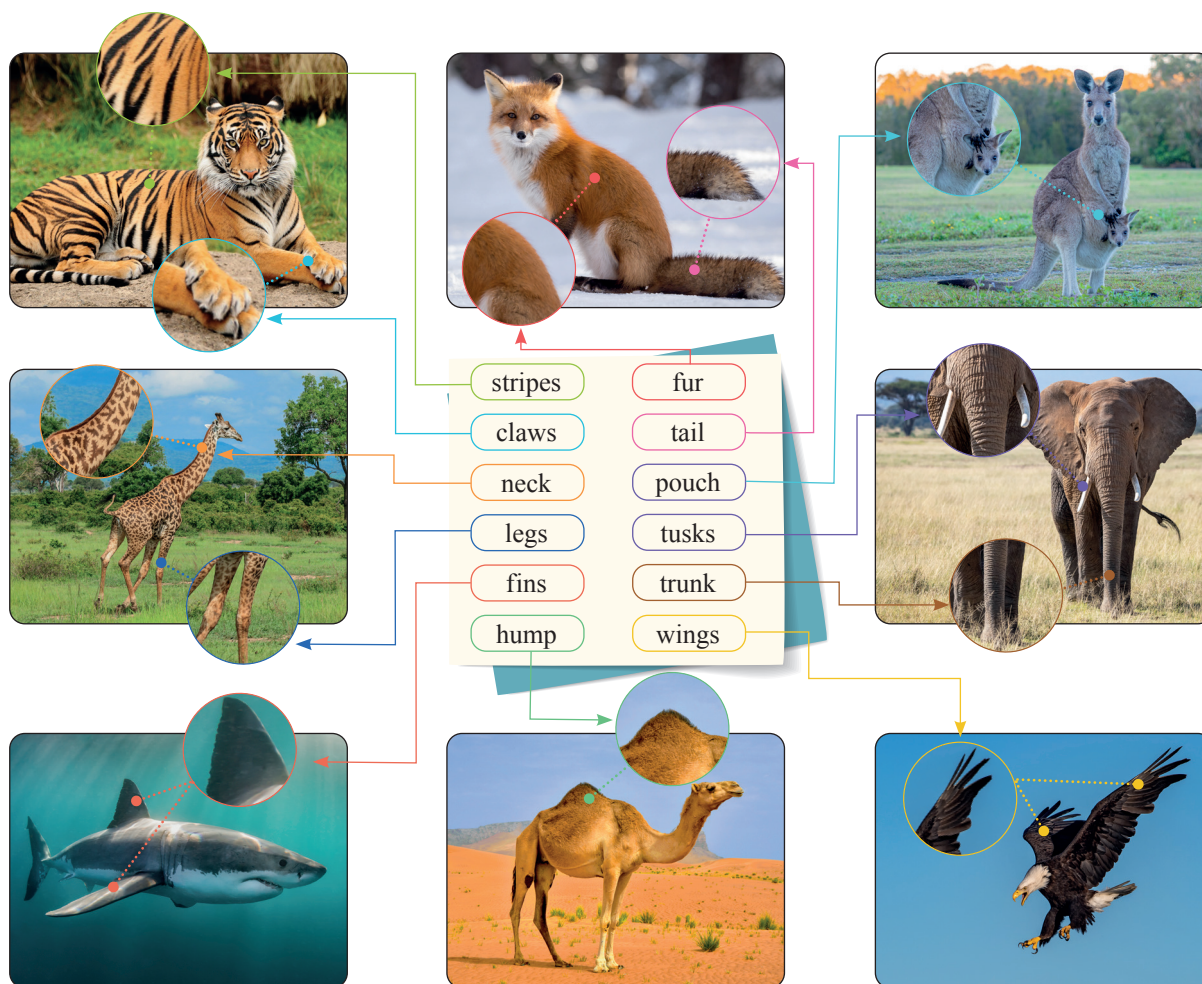 stripes
fur
claws
tail
neck
pouch
legs
tusks
fins
trunk
hump
wings